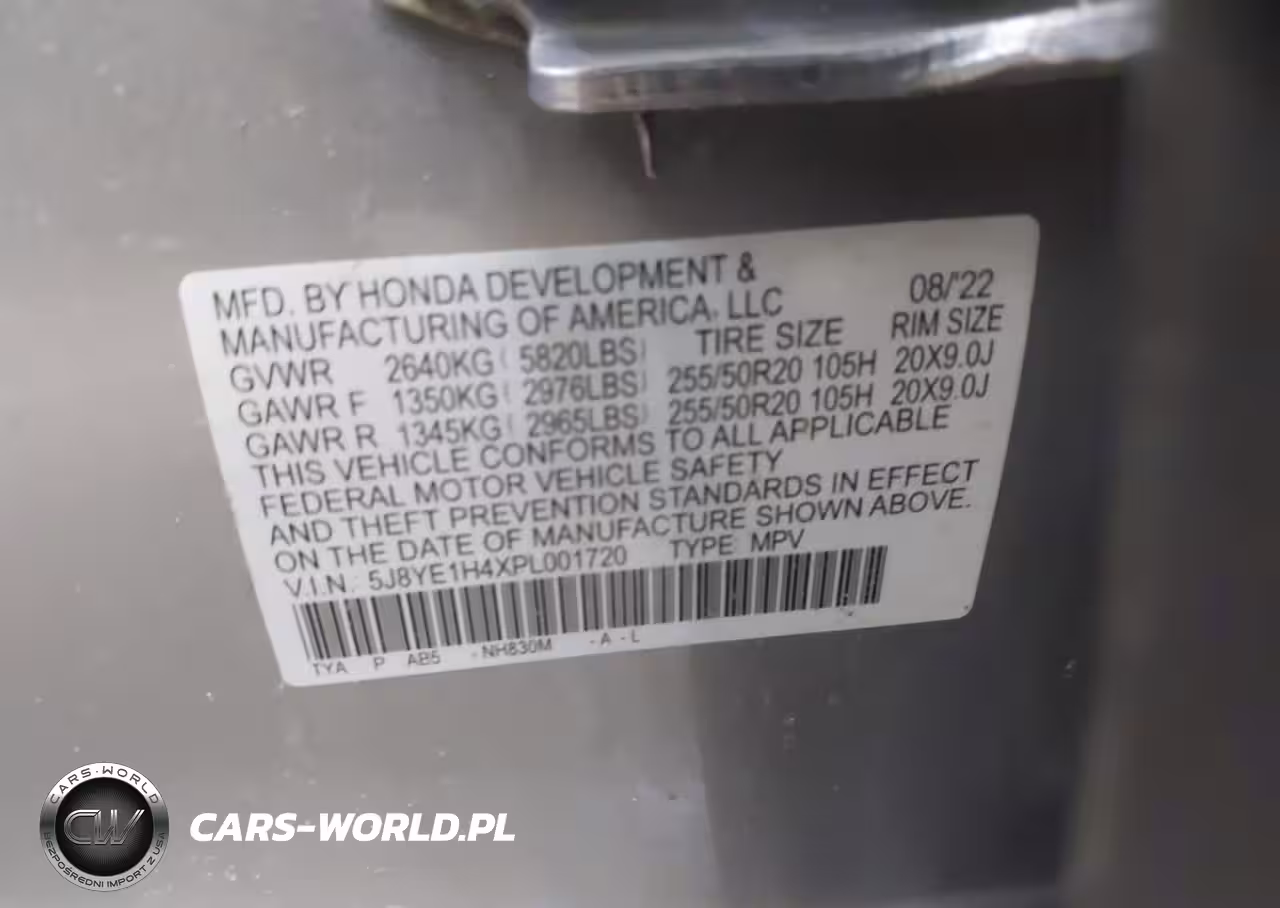 MFD. BY HONDA DEVELOPMENT & 08/'22
MANUFACTURING OF AMERICA, LLC
TIRE SIZE RIM SIZE
GVWR 2640KG ( 5820LBS)
GAWR F 1350KG ( 2976LBS) 255/50R20 105H 20X9.0J
GAWR R 1345KG ( 2965LBS) 255/50R20 105H 20X9.0J
THIS VEHICLE CONFORMS TO ALL APPLICABLE
FEDERAL MOTOR VEHICLE SAFETY
AND THEFT PREVENTION STANDARDS IN EFFECT
ON THE DATE OF MANUFACTURE SHOWN ABOVE.
V.I.N.: 5J8YE1H4XPL001720 TYPE: MPV
TYA P AB5 -NH830M -A-L
CARS-WORLD
CW
BEZPOŚREDNI IMPORT Z USA
CARS-WORLD.PL